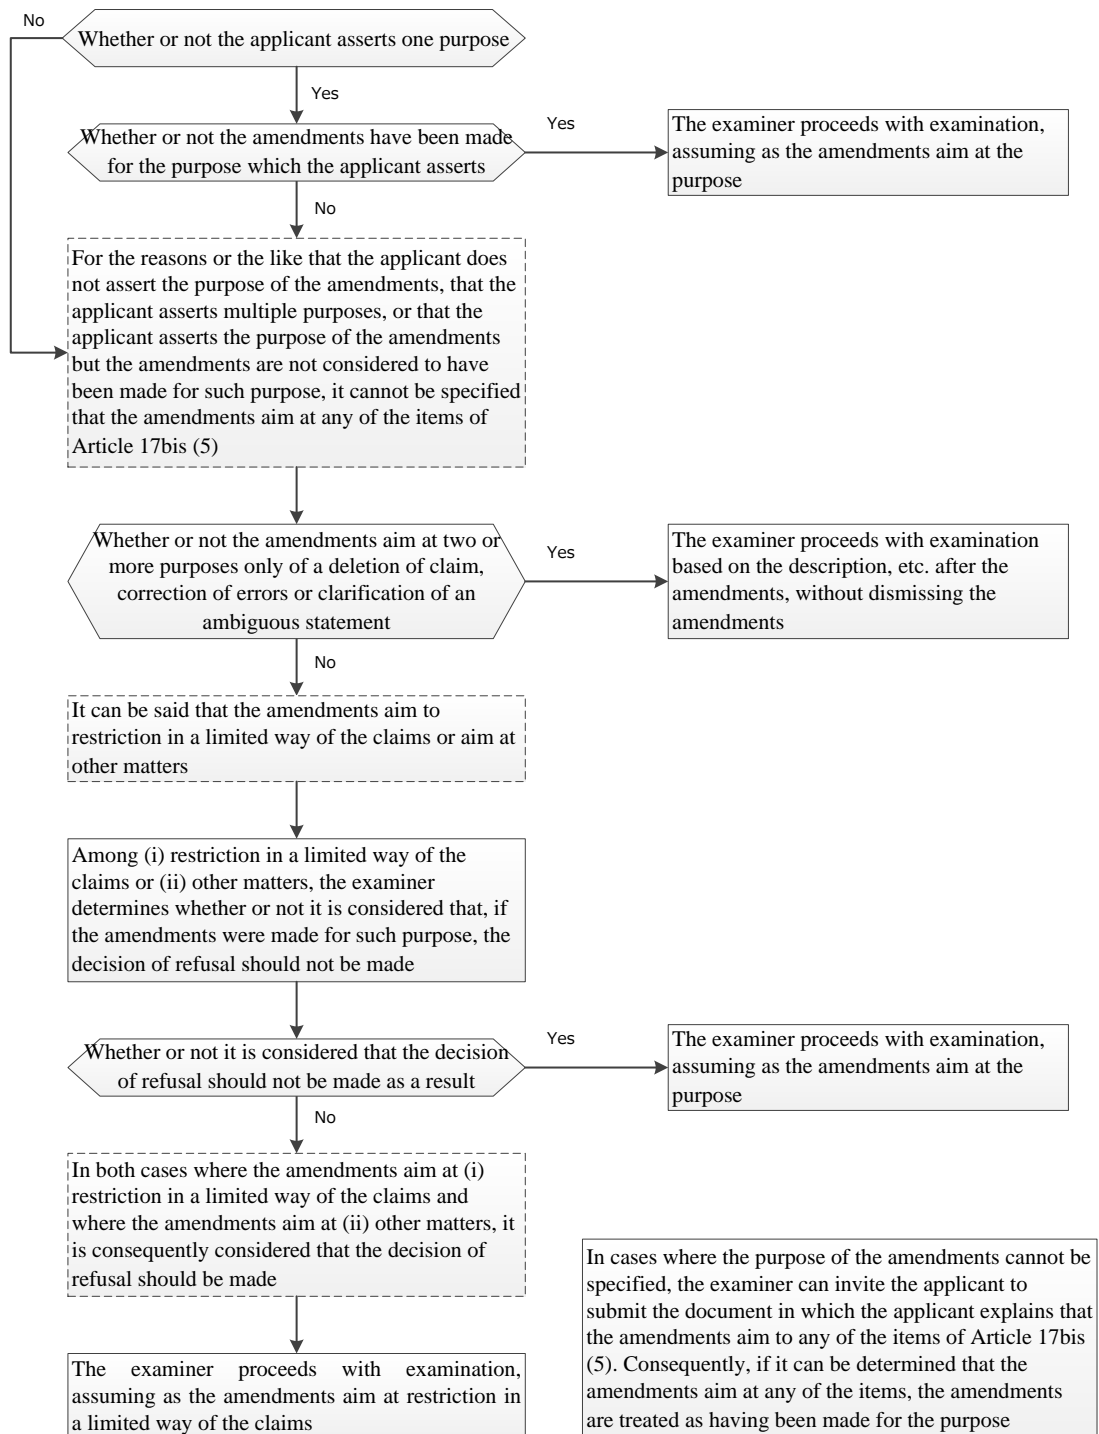 No
Whether or not the applicant asserts one purpose
Yes
Whether or not the amendments have been made
for the purpose which the applicant asserts
Yes
The examiner proceeds with examination,
assuming as the amendments aim at the
purpose
No
For the reasons or the like that the applicant does
not assert the purpose of the amendments, that the
applicant asserts multiple purposes, or that the
applicant asserts the purpose of the amendments
but the amendments are not considered to have
been made for such purpose, it cannot be specified
that the amendments aim at any of the items of
Article 17bis (5)
Whether or not the amendments aim at two or
more purposes only of a deletion of claim,
correction of errors or clarification of an
ambiguous statement
Yes
The examiner proceeds with examination
based on the description, etc. after the
amendments, without dismissing the
amendments
No
It can be said that the amendments aim to
restriction in a limited way of the claims or aim at
other matters
Among (i) restriction in a limited way of the
claims or (ii) other matters, the examiner
determines whether or not it is considered that, if
the amendments were made for such purpose, the
decision of refusal should not be made
Whether or not it is considered that the decision
of refusal should not be made as a result
Yes
The examiner proceeds with examination,
assuming as the amendments aim at the
purpose
No
In both cases where the amendments aim at (i)
restriction in a limited way of the claims and
where the amendments aim at (ii) other matters, it
is consequently considered that the decision of
refusal should be made
The examiner proceeds with examination,
assuming as the amendments aim at restriction in
a limited way of the claims
In cases where the purpose of the amendments cannot be
specified, the examiner can invite the applicant to
submit the document in which the applicant explains that
the amendments aim to any of the items of Article 17bis
(5). Consequently, if it can be determined that the
amendments aim at any of the items, the amendments
are treated as having been made for the purpose